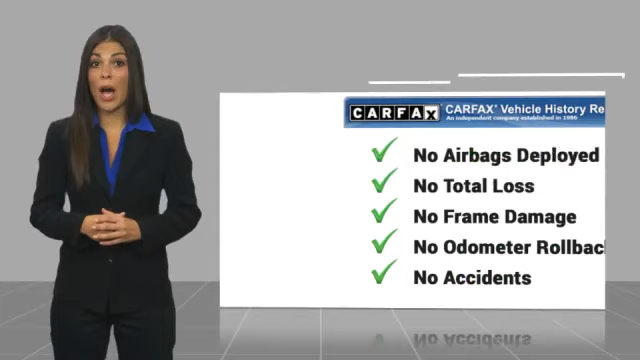 CARFAX CARFAX® Vehicle History Re
An independent company established in 1986
No Airbags Deployed
No Total Loss
No Frame Damage
No Odometer Rollbac
No Accidents